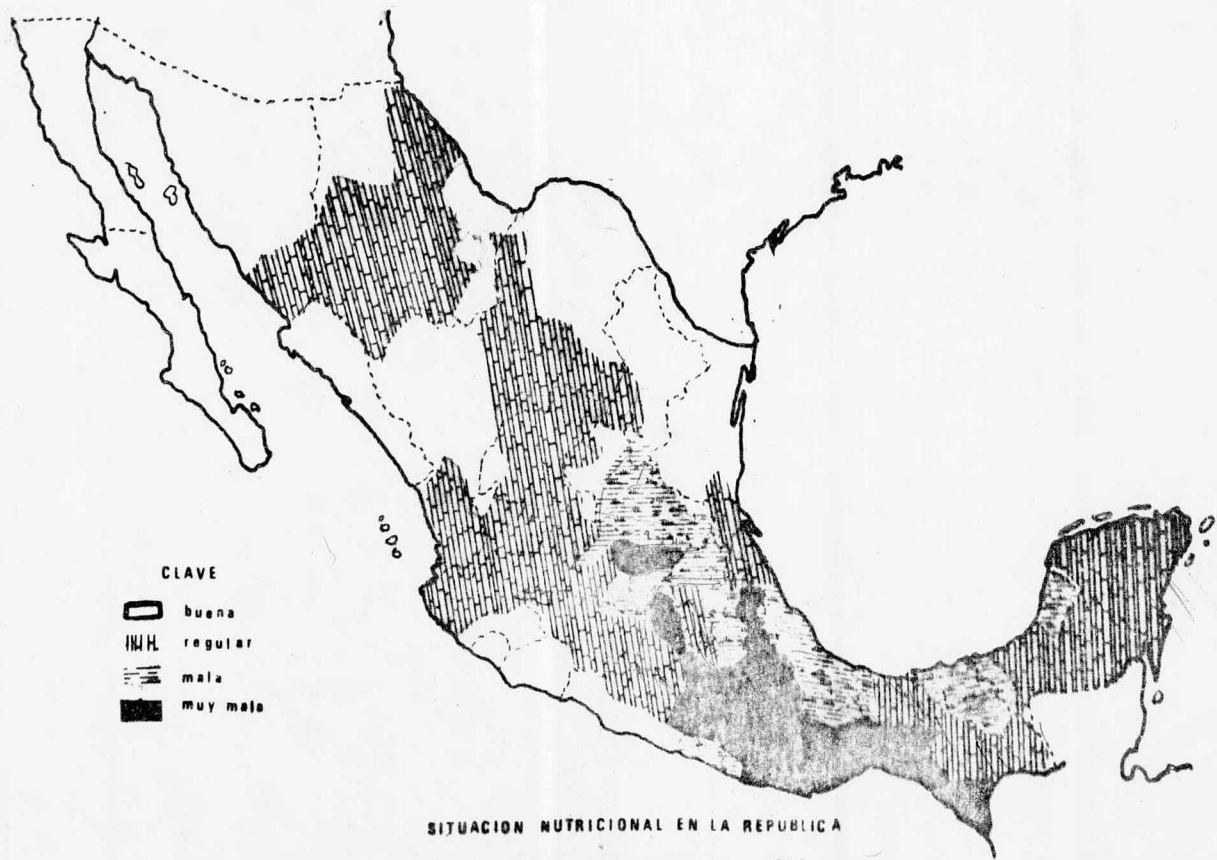 CLAVE
buena
regular
mala
muy mala
SITUACION NUTRICIONAL EN LA REPUBLICA